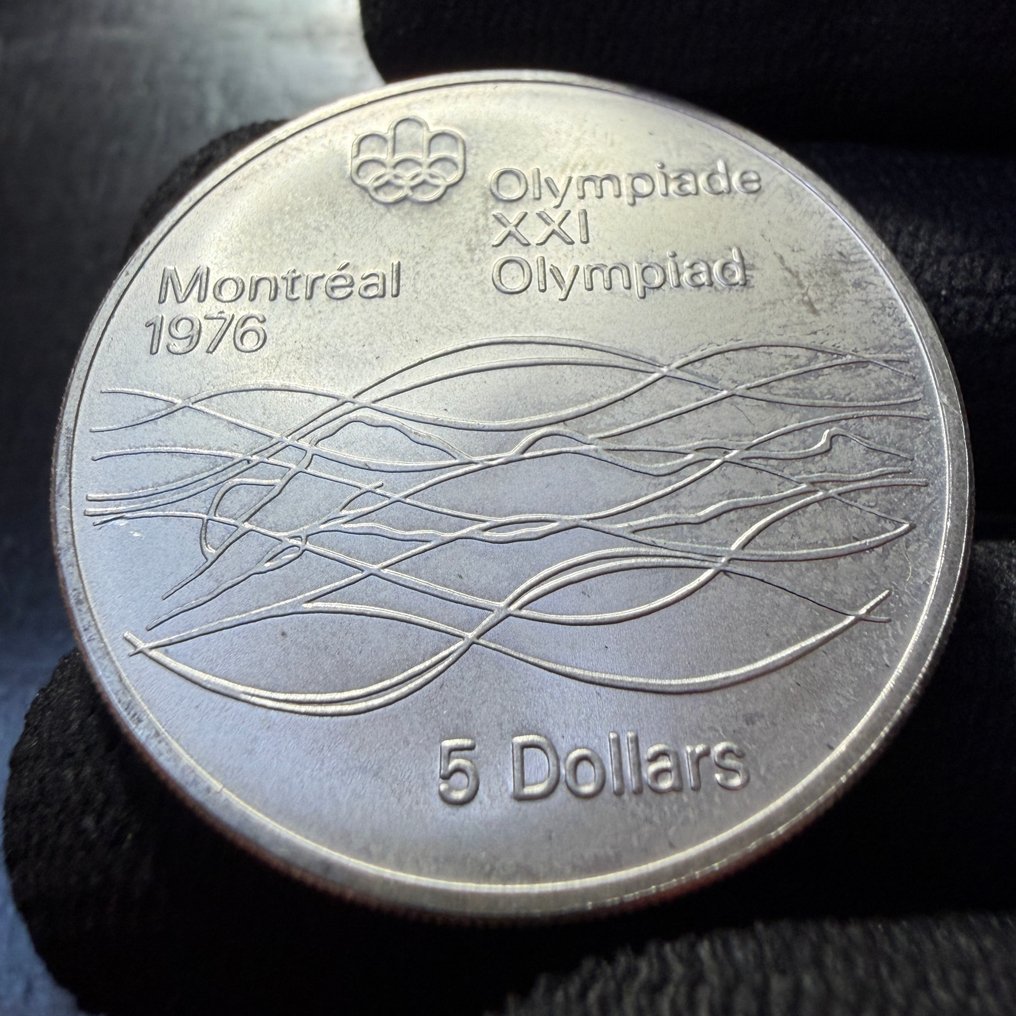 Olympiade
XXI
Olympiad
Montréal
1976
5 Dollars